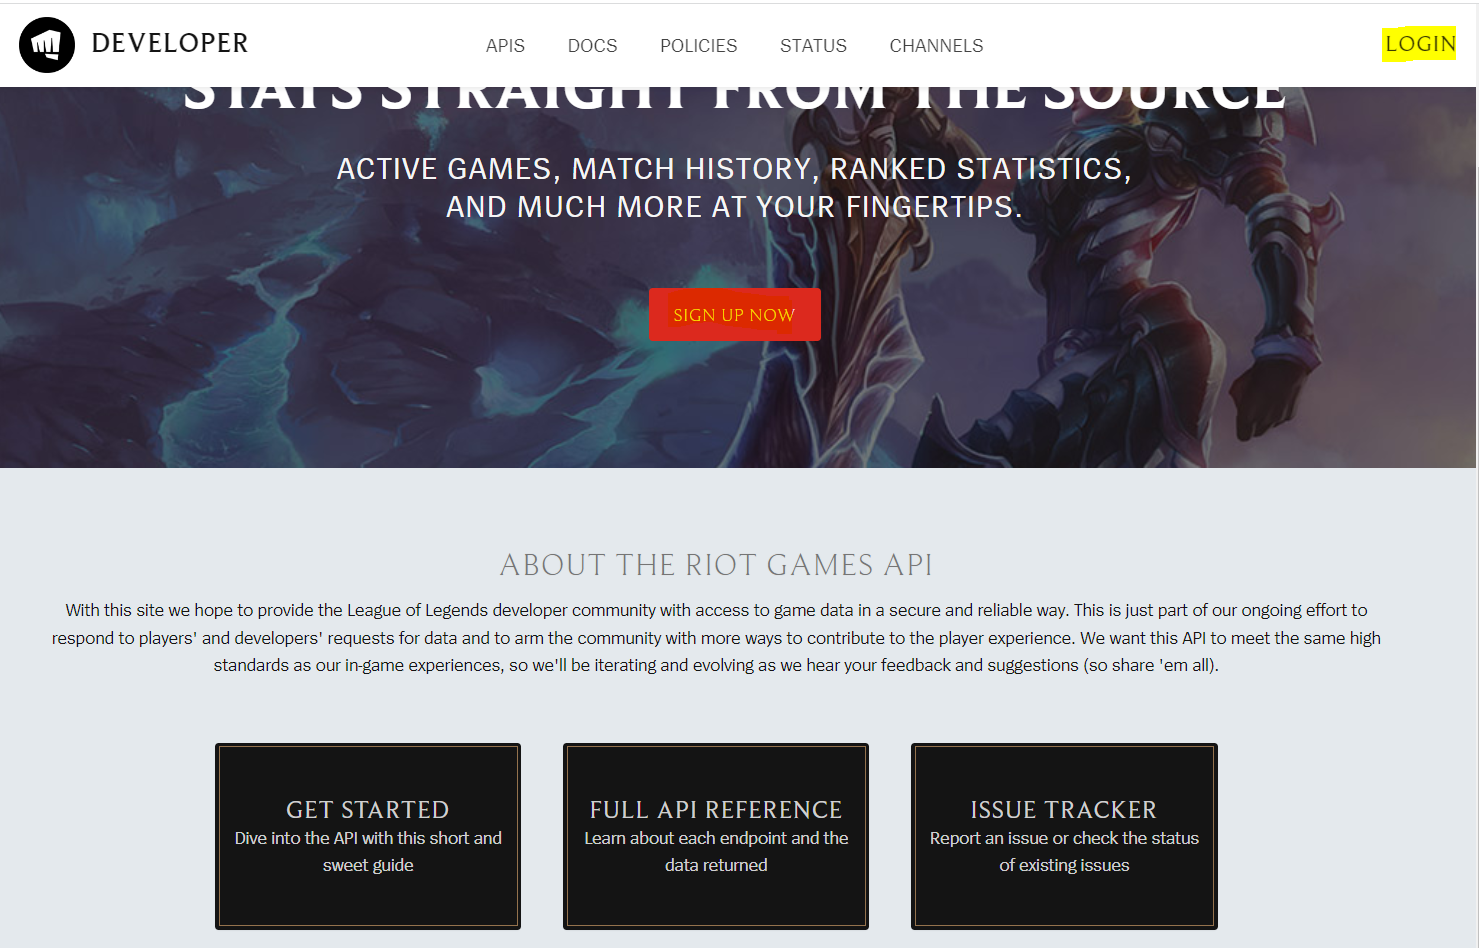 DEVELOPER
APIS DOCS POLICIES STATUS CHANNELS
LOGIN
STATS STRAIGHT FROM THE SOURCE
ACTIVE GAMES, MATCH HISTORY, RANKED STATISTICS,
AND MUCH MORE AT YOUR FINGERTIPS.
SIGN UP NOW
ABOUT THE RIOT GAMES API
With this site we hope to provide the League of Legends developer community with access to game data in a secure and reliable way. This is just part of our ongoing effort to
respond to players' and developers' requests for data and to arm the community with more ways to contribute to the player experience. We want this API to meet the same high
standards as our in-game experiences, so we'll be iterating and evolving as we hear your feedback and suggestions (so share 'em all).
GET STARTED
Dive into the API with this short and
sweet guide
FULL API REFERENCE
Learn about each endpoint and the
data returned
ISSUE TRACKER
Report an issue or check the status
of existing issues